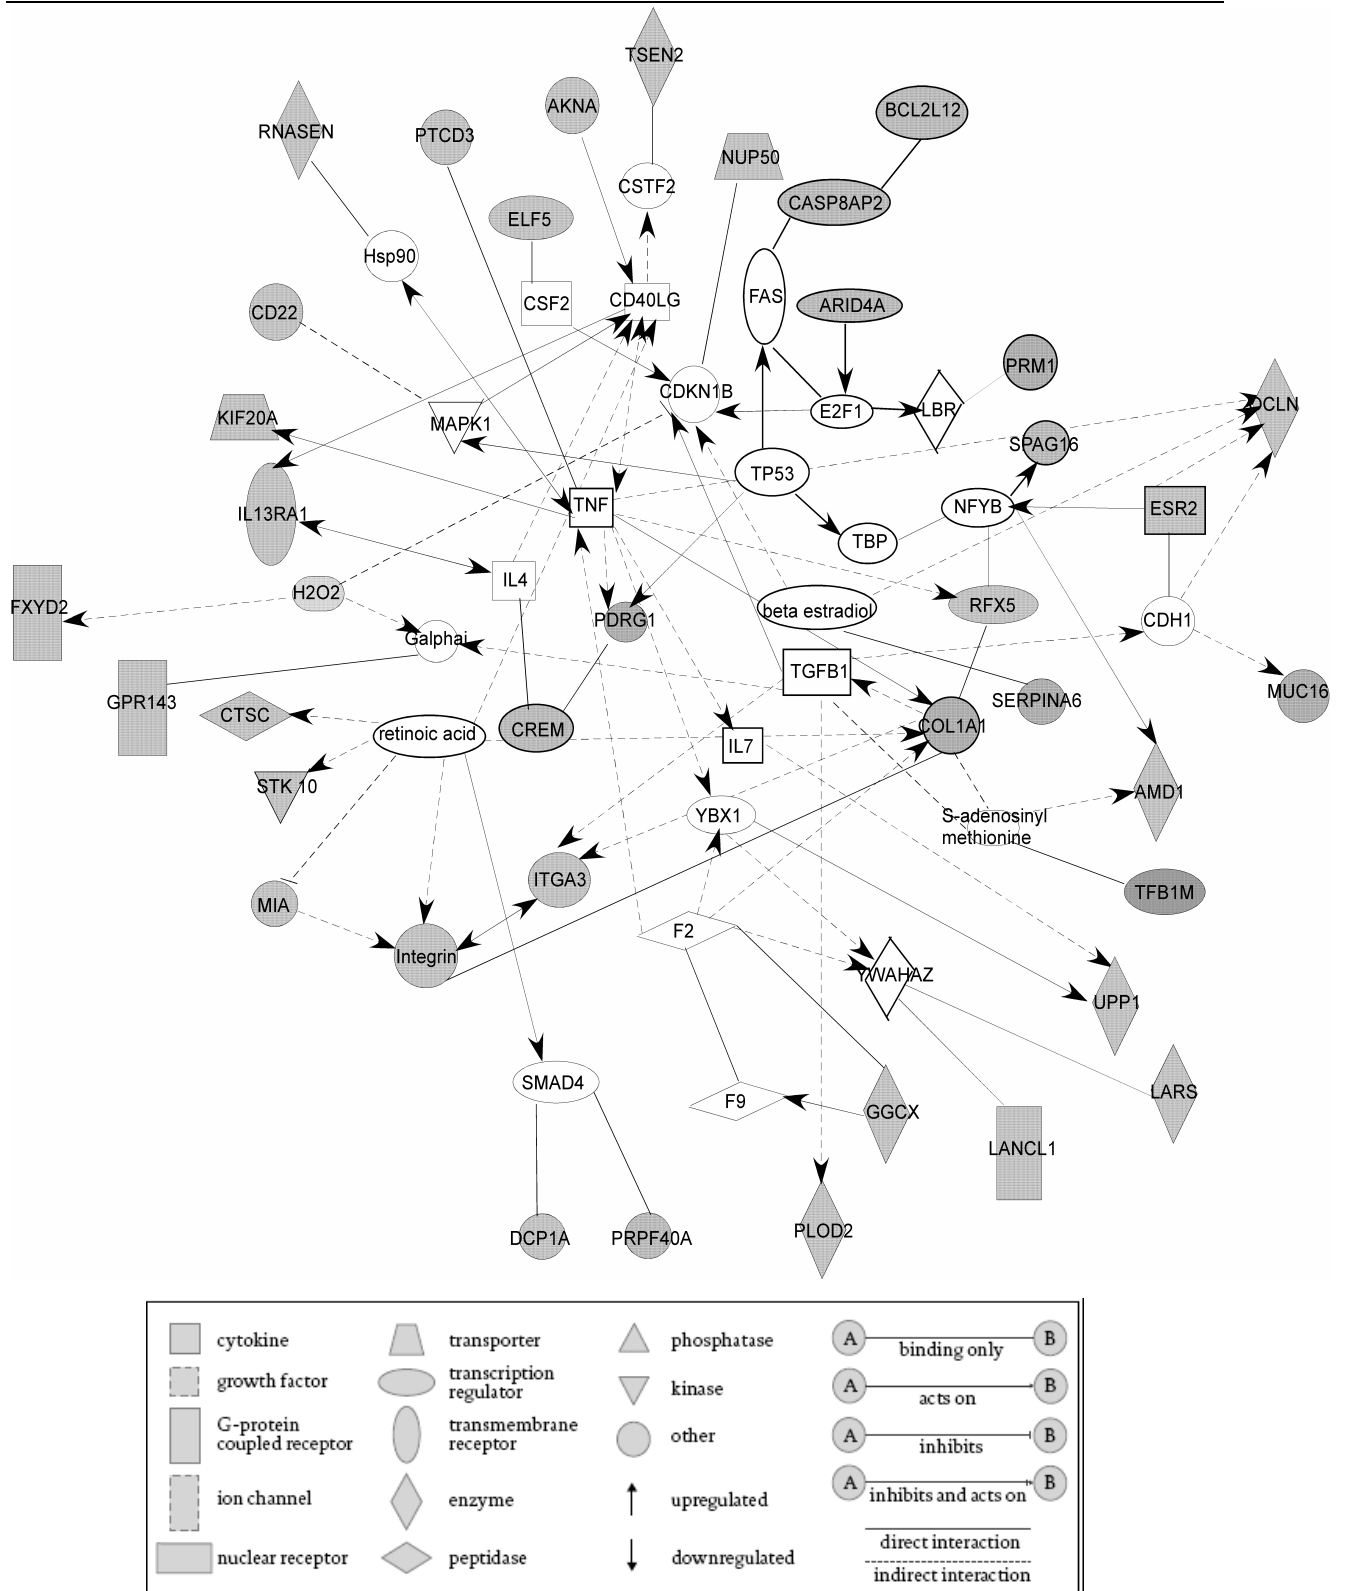 TSEN2
AKNA
BCL2L12
RNASEN
PTCD3
NUP50
CSTF2
CASP8AP2
ELF5
Hsp90
FAS
CD40LG
CSF2
ARID4A
CD22
PRM1
CDKN1B
LBR
E2F1
DCLN
KIF20A
MAPK1
SPAG16
TP53
TNF
NFYB
ESR2
IL13RA1
TBP
IL4
H2O2
FXYD2
beta estradiol
RFX5
PDRG1
CDH1
Galphai
TGFB1
MUC16
GPR143
SERPINA6
CTSC
CREM
COL1A1
retinoic acid
IL7
STK 10
AMD1
YBX1
S-adenosinyl
methionine
ITGA3
TFB1M
MIA
F2
Integrin
YWAHAZ
UPP1
SMAD4
LARS
F9
GGCX
LANCL1
PLOD2
DCP1A
PRPF40A
cytokine
transporter
phosphatase
A
B
binding only
growth factor
transcription
regulator
kinase
A
B
acts on
G-protein
coupled receptor
transmembrane
receptor
other
A
B
inhibits
ion channel
enzyme
upregulated
A
B
inhibits and acts on
direct interaction
nuclear receptor
peptidase
downregulated
indirect interaction